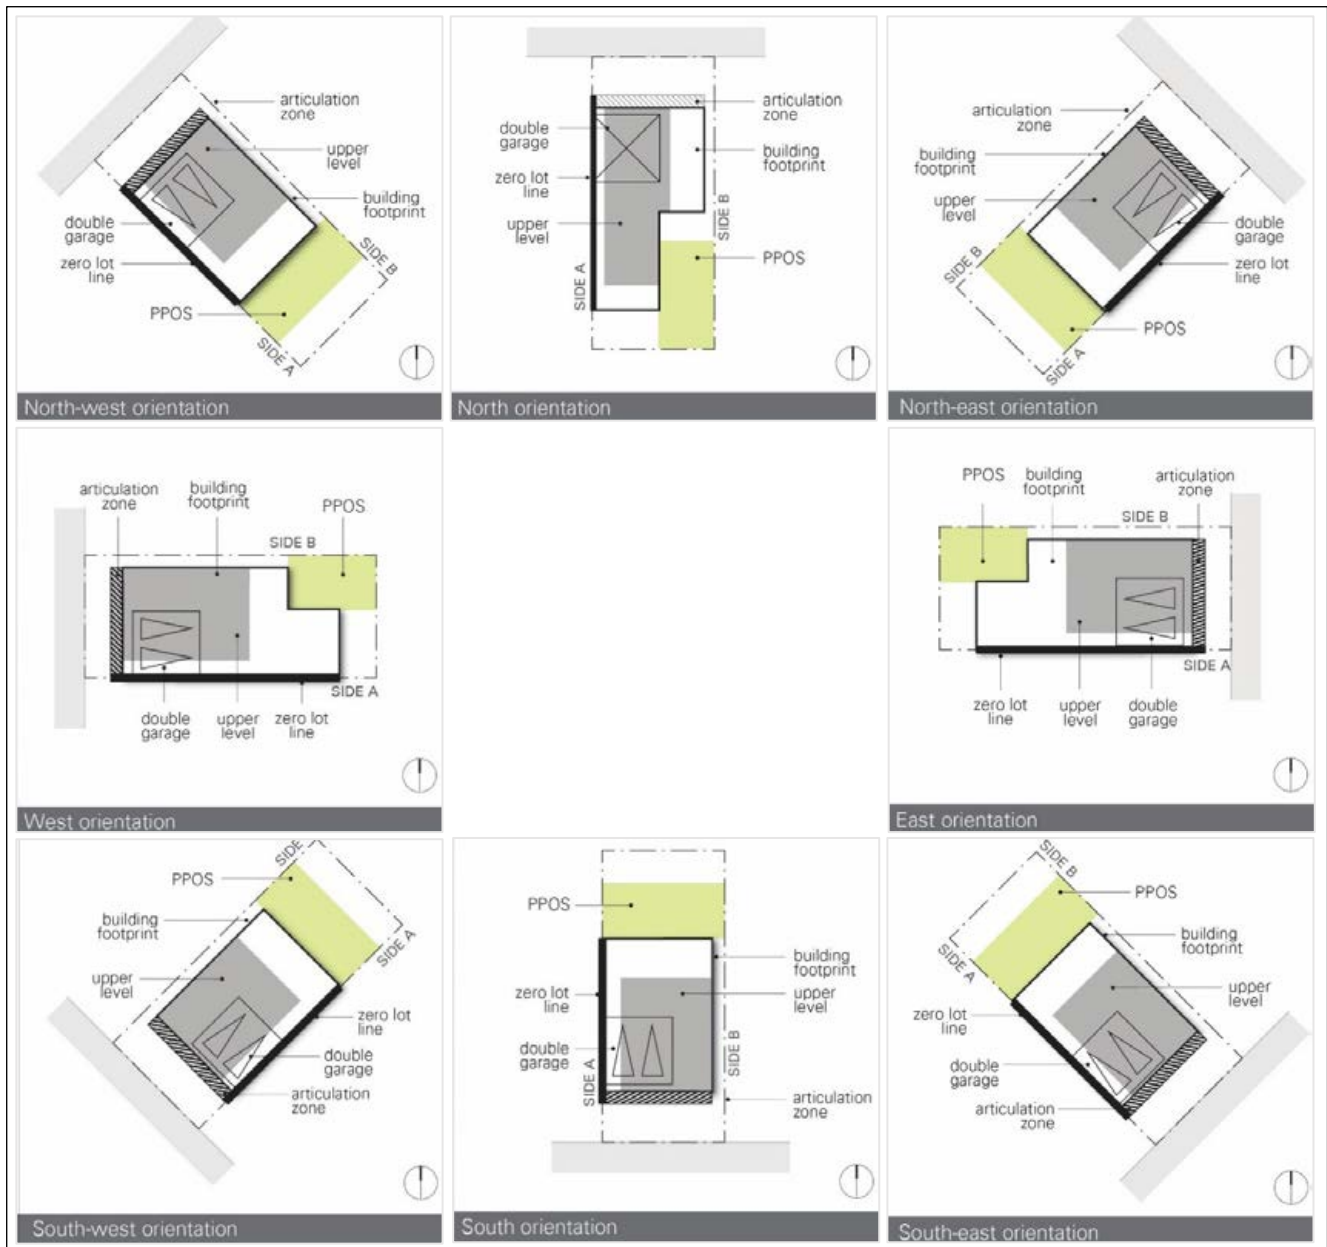 articulation
zone
upper
level
building
footprint
double
garage
zero lot
line
SIDE B
PPOS
SIDE A
North-west orientation
articulation
zone
double
garage
building
footprint
zero lot
line
upper
level
SIDE B
PPOS
SIDE A
North orientation
articulation
zone
building
footprint
upper
level
double
garage
SIDE B
zero lot
line
PPOS
SIDE A
North-east orientation
articulation
zone
building
footprint
PPOS
SIDE B
SIDE A
double
garage
upper
level
zero lot
line
West orientation
PPOS
building
footprint
articulation
zone
SIDE B
SIDE A
zero lot
line
upper
level
double
garage
East orientation
SIDE
PPOS
building
footprint
SIDE A
upper
level
zero lot
line
double
garage
articulation
zone
South-west orientation
PPOS
building
footprint
zero lot
line
upper
level
double
garage
SIDE B
SIDE A
articulation
zone
South orientation
SIDE B
PPOS
building
footprint
SIDE A
upper
level
zero lot
line
double
garage
articulation
zone
South-east orientation